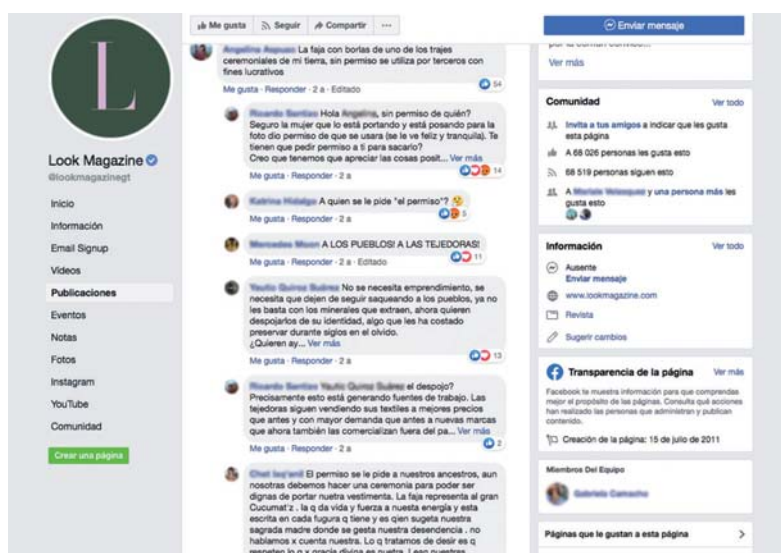 L
Look Magazine
@lookmagazinegt
Inicio
Información
Email Signup
Videos
Publicaciones
Eventos
Notas
Fotos
Instagram
YouTube
Comunidad
Crear una página
Me gusta Seguir Compartir ...
La faja con borlas de uno de los trajes
ceremoniales de mi tierra, sin permiso se utiliza por terceros con
fines lucrativos
54
Me gusta · Responder · 2 a · Editado
Hola, sin permiso de quién?
Seguro la mujer que lo está portando y está posando para la
foto dio permiso de que se usara (se le ve feliz y tranquila). Te
tienen que pedir permiso a ti para sacarlo?
Creo que tenemos que apreciar las cosas posit... Ver más
14
Me gusta · Responder · 2 a
A quien se le pide "el permiso"?
5
Me gusta · Responder · 2 a
A LOS PUEBLOS! A LAS TEJEDORAS!
11
Me gusta · Responder · 2 a · Editado
No se necesita emprendimiento, se
necesita que dejen de seguir saqueando a los pueblos, ya no
les basta con los minerales que extraen, ahora quieren
despojarlos de su identidad, algo que les ha costado
preservar durante siglos en el olvido.
¿Quieren ay... Ver más
13
Me gusta · Responder · 2 a
el despojo?
Precisamente esto está generando fuentes de trabajo. Las
tejedoras siguen vendiendo sus textiles a mejores precios
que antes y con mayor demanda que antes a nuevas marcas
que ahora también las comercializan fuera del pa... Ver más
2
Me gusta · Responder · 2 a
El permiso se le pide a nuestros ancestros, aun
nosotras debemos hacer una ceremonia para poder ser
dignas de portar nuetra vestimenta. La faja representa al gran
Cucumat'z . la q da vida y fuerza a nuesta energía y esta
escrita en cada fugura q tiene y es qien sugeta nuestra
sagrada madre donde se gesta nuestra desendencia . no
hablamos x cuenta nuestra. Lo q tratamos de desir es q
Enviar mensaje
Ver más
Comunidad Ver todo
Invita a tus amigos a indicar que les gusta
esta página
A 68 026 personas les gusta esto
68 519 personas siguen esto
A y una persona más les
gusta esto
Información Ver todo
Ausente
Enviar mensaje
www.lookmagazine.com
Revista
Sugerir cambios
Transparencia de la página Ver más
Facebook te muestra información para que comprendas
mejor el propósito de las páginas. Consulta qué acciones
han realizado las personas que administran y publican
contenido.
Creación de la página: 15 de julio de 2011
Miembros Del Equipo
Páginas que le gustan a esta página